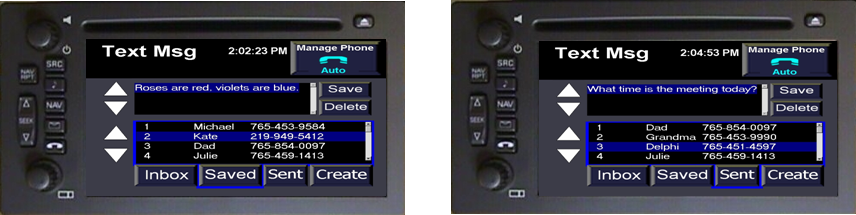 Text Msg 2:02:23 PM Manage Phone
Auto
SRC
NAV
RPT
Roses are red, violets are blue. Save
NAV
Delete
SEEK
1 Michael 765-453-9584
2 Kate 219-949-5412
3 Dad 765-854-0097
4 Julie 765-459-1413
Inbox Saved Sent Create
Text Msg 2:04:53 PM Manage Phone
Auto
SRC
NAV
RPT
What time is the meeting today? Save
NAV
Delete
SEEK
1 Dad 765-854-0097
2 Grandma 765-453-9990
3 Delphi 765-451-4597
4 Julie 765-459-1413
Inbox Saved Sent Create